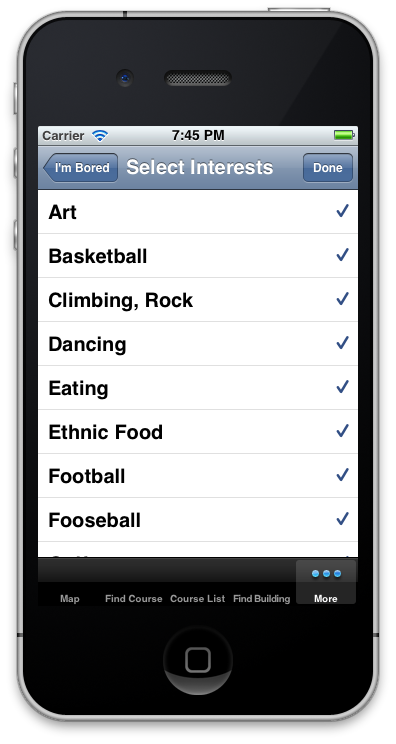 Carrier 7:45 PM
I'm Bored Select Interests Done
Art
Basketball
Climbing, Rock
Dancing
Eating
Ethnic Food
Football
Fooseball
Map Find Course Course List Find Building More